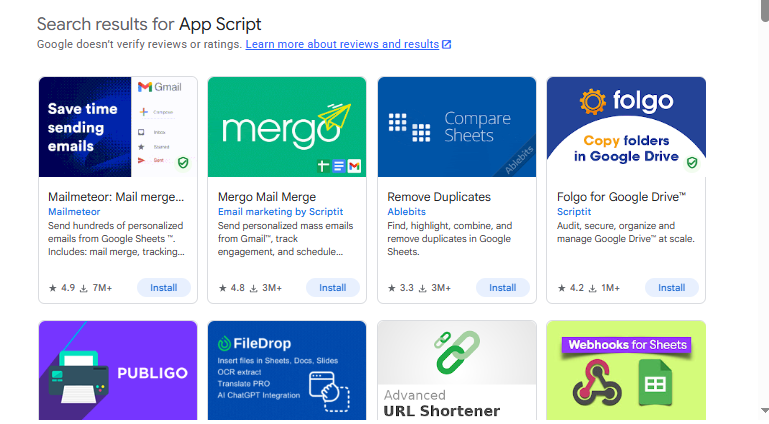 Search results for App Script
Google doesn't verify reviews or ratings. Learn more about reviews and results
Save time
sending
emails
Gmail
Compose
Inbox
Starred
Sent
Mailmeteor: Mail merge...
Mailmeteor
Send hundreds of personalized
emails from Google Sheets ™.
Includes: mail merge, tracking...
4.9 7M+ Install
mergo
Mergo Mail Merge
Email marketing by Scriptit
Send personalized mass emails
from Gmail™, track
engagement, and schedule...
4.8 3M+ Install
Compare
Sheets
Ablebits
Remove Duplicates
Ablebits
Find, highlight, combine, and
remove duplicates in Google
Sheets.
3.3 3M+ Install
folgo
Copy folders
in Google Drive
Folgo for Google Drive™
Scriptit
Audit, secure, organize and
manage Google Drive™ at scale.
4.2 1M+ Install
PUBLIGO
FileDrop
Insert files in Sheets, Docs, Slides
OCR extract
Translate PRO
AI ChatGPT Integration
Advanced
URL Shortener
Webhooks for Sheets